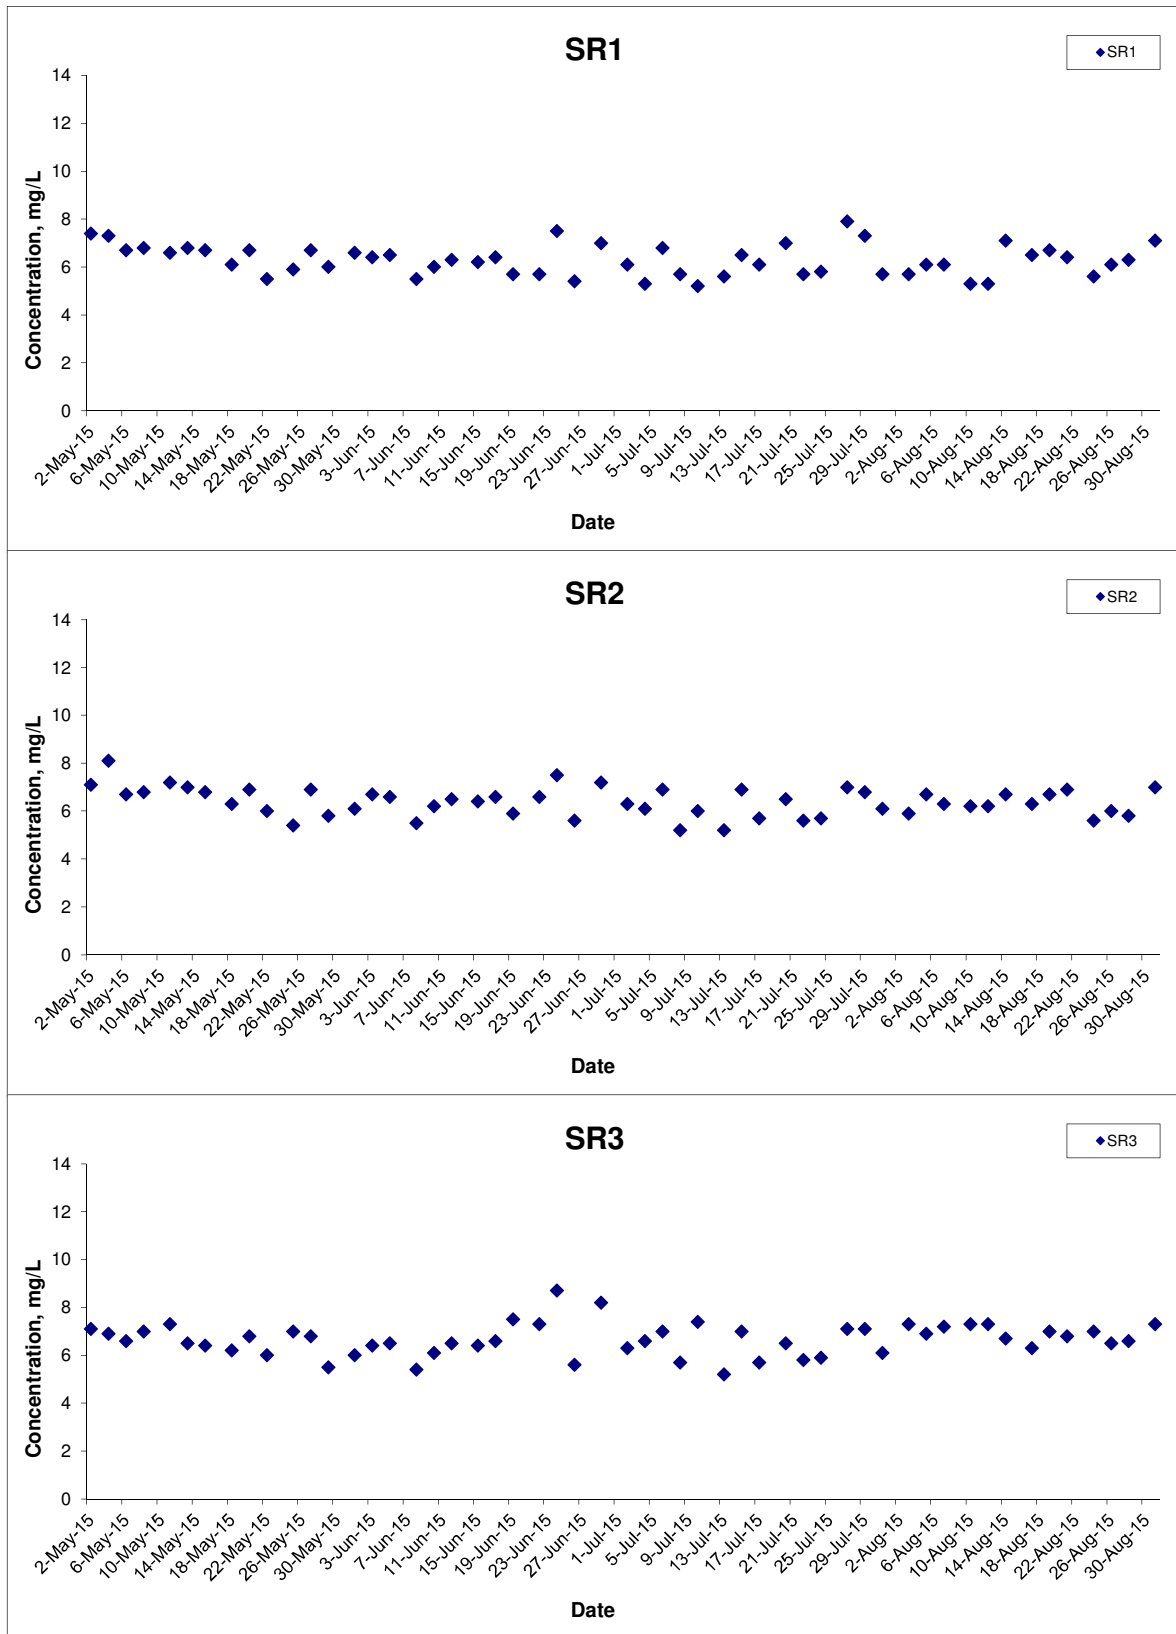 SR1
SR1
14
12
10
8
6
4
2
0
Concentration, mg/L
2-May-15
6-May-15
10-May-15
14-May-15
18-May-15
22-May-15
26-May-15
30-May-15
3-Jun-15
7-Jun-15
11-Jun-15
15-Jun-15
19-Jun-15
23-Jun-15
27-Jun-15
1-Jul-15
5-Jul-15
9-Jul-15
13-Jul-15
17-Jul-15
21-Jul-15
25-Jul-15
29-Jul-15
2-Aug-15
6-Aug-15
10-Aug-15
14-Aug-15
18-Aug-15
22-Aug-15
26-Aug-15
30-Aug-15
Date
SR2
SR2
14
12
10
8
6
4
2
0
Concentration, mg/L
2-May-15
6-May-15
10-May-15
14-May-15
18-May-15
22-May-15
26-May-15
30-May-15
3-Jun-15
7-Jun-15
11-Jun-15
15-Jun-15
19-Jun-15
23-Jun-15
27-Jun-15
1-Jul-15
5-Jul-15
9-Jul-15
13-Jul-15
17-Jul-15
21-Jul-15
25-Jul-15
29-Jul-15
2-Aug-15
6-Aug-15
10-Aug-15
14-Aug-15
18-Aug-15
22-Aug-15
26-Aug-15
30-Aug-15
Date
SR3
SR3
14
12
10
8
6
4
2
0
Concentration, mg/L
2-May-15
6-May-15
10-May-15
14-May-15
18-May-15
22-May-15
26-May-15
30-May-15
3-Jun-15
7-Jun-15
11-Jun-15
15-Jun-15
19-Jun-15
23-Jun-15
27-Jun-15
1-Jul-15
5-Jul-15
9-Jul-15
13-Jul-15
17-Jul-15
21-Jul-15
25-Jul-15
29-Jul-15
2-Aug-15
6-Aug-15
10-Aug-15
14-Aug-15
18-Aug-15
22-Aug-15
26-Aug-15
30-Aug-15
Date